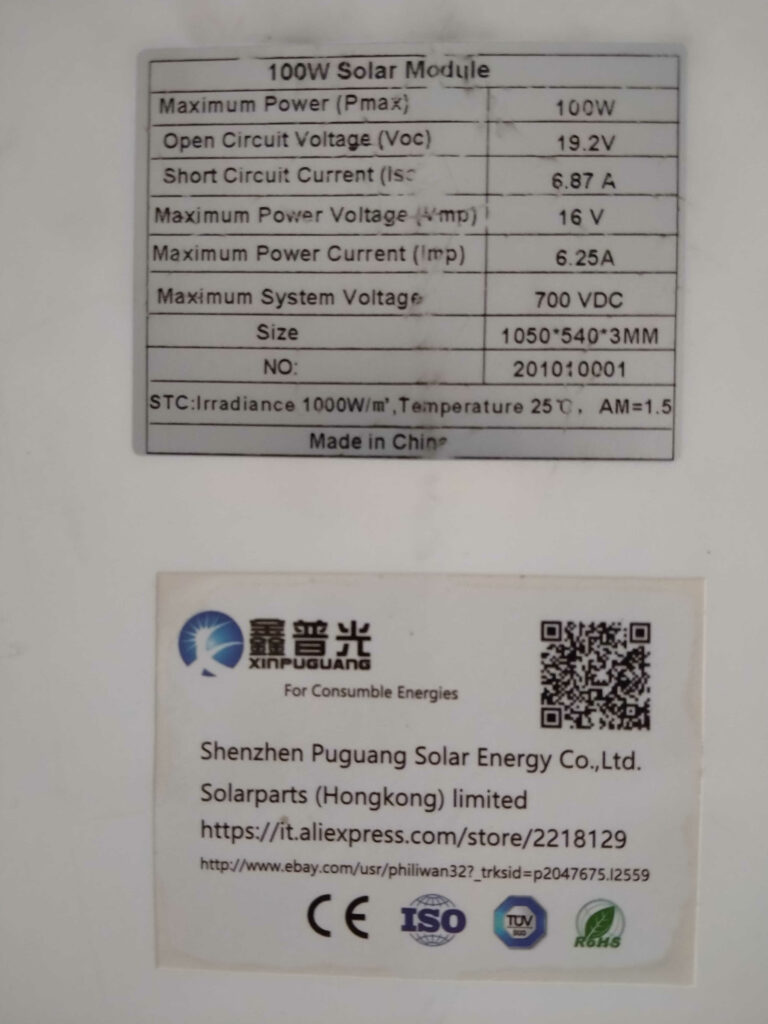 100W Solar Module
Maximum Power (Pmax) 100W
Open Circuit Voltage (Voc) 19.2V
Short Circuit Current (Isc 6.87 A
Maximum Power Voltage (Vmp) 16 V
Maximum Power Current (Imp) 6.25A
Maximum System Voltage 700 VDC
Size 1050*540*3MM
NO: 201010001
STC:Irradiance 1000W/m²,Temperature 25℃, AM=1.5
Made in China
鑫普光
XINPUGUANG
For Consumble Energies
Shenzhen Puguang Solar Energy Co.,Ltd.
Solarparts (Hongkong) limited
https://it.aliexpress.com/store/2218129
http://www.ebay.com/usr/philiwan32?_trksid=p2047675.l2559
CE ISO TUV SUD RoHS